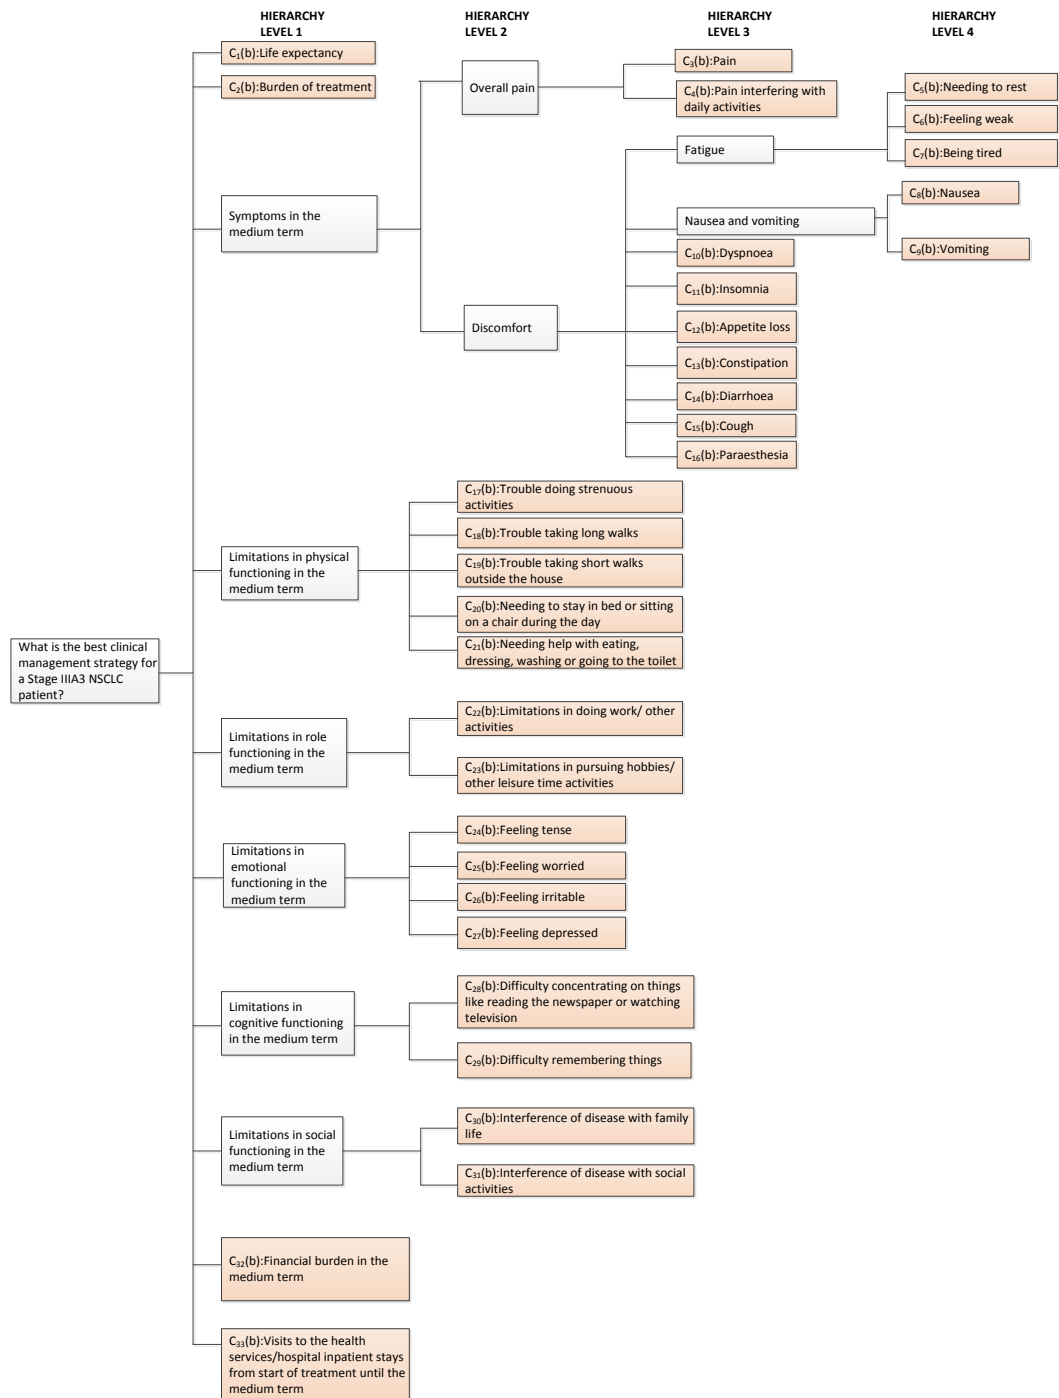 HIERARCHY
LEVEL 1
HIERARCHY
LEVEL 2
HIERARCHY
LEVEL 3
HIERARCHY
LEVEL 4
What is the best clinical
management strategy for
a Stage IIIA3 NSCLC
patient?
C₁(b):Life expectancy
C₂(b):Burden of treatment
Symptoms in the
medium term
Overall pain
C₃(b):Pain
C₄(b):Pain interfering with
daily activities
Discomfort
Fatigue
C₅(b):Needing to rest
C₆(b):Feeling weak
C₇(b):Being tired
Nausea and vomiting
C₈(b):Nausea
C₉(b):Vomiting
C₁₀(b):Dyspnoea
C₁₁(b):Insomnia
C₁₂(b):Appetite loss
C₁₃(b):Constipation
C₁₄(b):Diarrhoea
C₁₅(b):Cough
C₁₆(b):Paraesthesia
Limitations in physical
functioning in the
medium term
C₁₇(b):Trouble doing strenuous
activities
C₁₈(b):Trouble taking long walks
C₁₉(b):Trouble taking short walks
outside the house
C₂₀(b):Needing to stay in bed or sitting
on a chair during the day
C₂₁(b):Needing help with eating,
dressing, washing or going to the toilet
Limitations in role
functioning in the
medium term
C₂₂(b):Limitations in doing work/ other
activities
C₂₃(b):Limitations in pursuing hobbies/
other leisure time activities
Limitations in
emotional
functioning in the
medium term
C₂₄(b):Feeling tense
C₂₅(b):Feeling worried
C₂₆(b):Feeling irritable
C₂₇(b):Feeling depressed
Limitations in
cognitive functioning
in the medium term
C₂₈(b):Difficulty concentrating on things
like reading the newspaper or watching
television
C₂₉(b):Difficulty remembering things
Limitations in social
functioning in the
medium term
C₃₀(b):Interference of disease with family
life
C₃₁(b):Interference of disease with social
activities
C₃₂(b):Financial burden in the
medium term
C₃₃(b):Visits to the health
services/hospital inpatient stays
from start of treatment until the
medium term